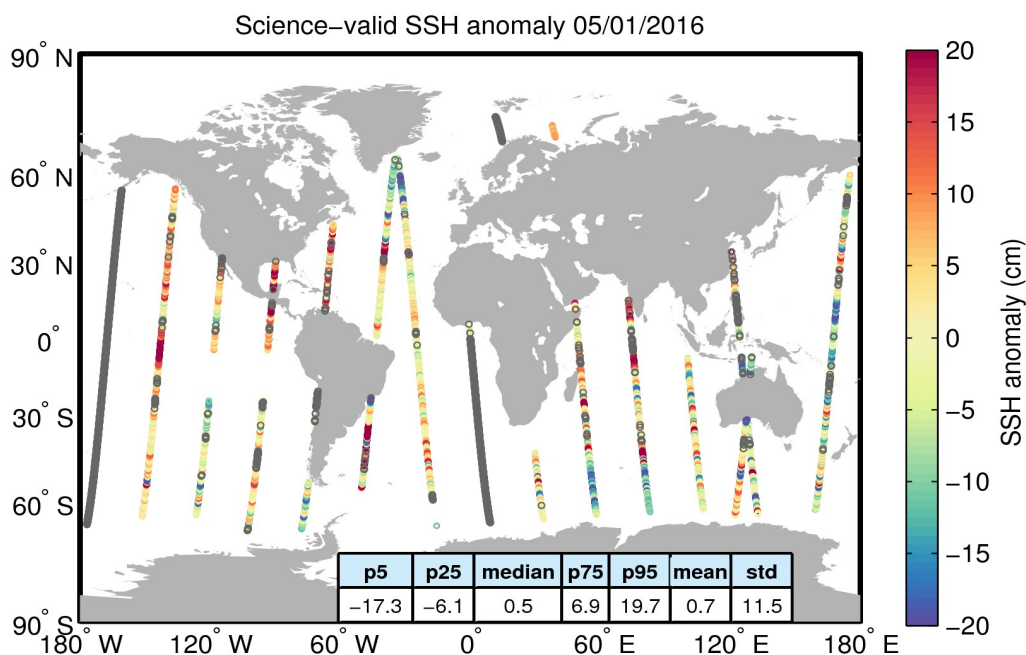 Science−valid SSH anomaly 05/01/2016
90° N
60° N
30° N
0°
30° S
60° S
90° S
180° W
120° W
60° W
0°
60° E
120° E
180° E
p5 p25 median p75 p95 mean std
−17.3 −6.1 0.5 6.9 19.7 0.7 11.5
20
15
10
5
0
−5
−10
−15
−20
SSH anomaly (cm)